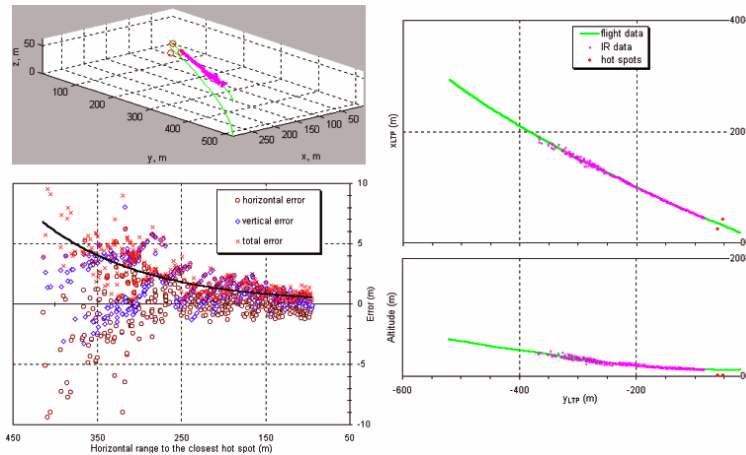 z, m
50
0
100
200
300
400
500
y, m
250
200
150
100
50
x, m
horizontal error
vertical error
total error
10
5
0
-5
-10
Error (m)
450
350
250
150
50
Horizontal range to the closest hot spot (m)
flight data
IR data
hot spots
400
200
0
xLTP (m)
200
0
Altitude (m)
-600
-400
-200
yLTP (m)